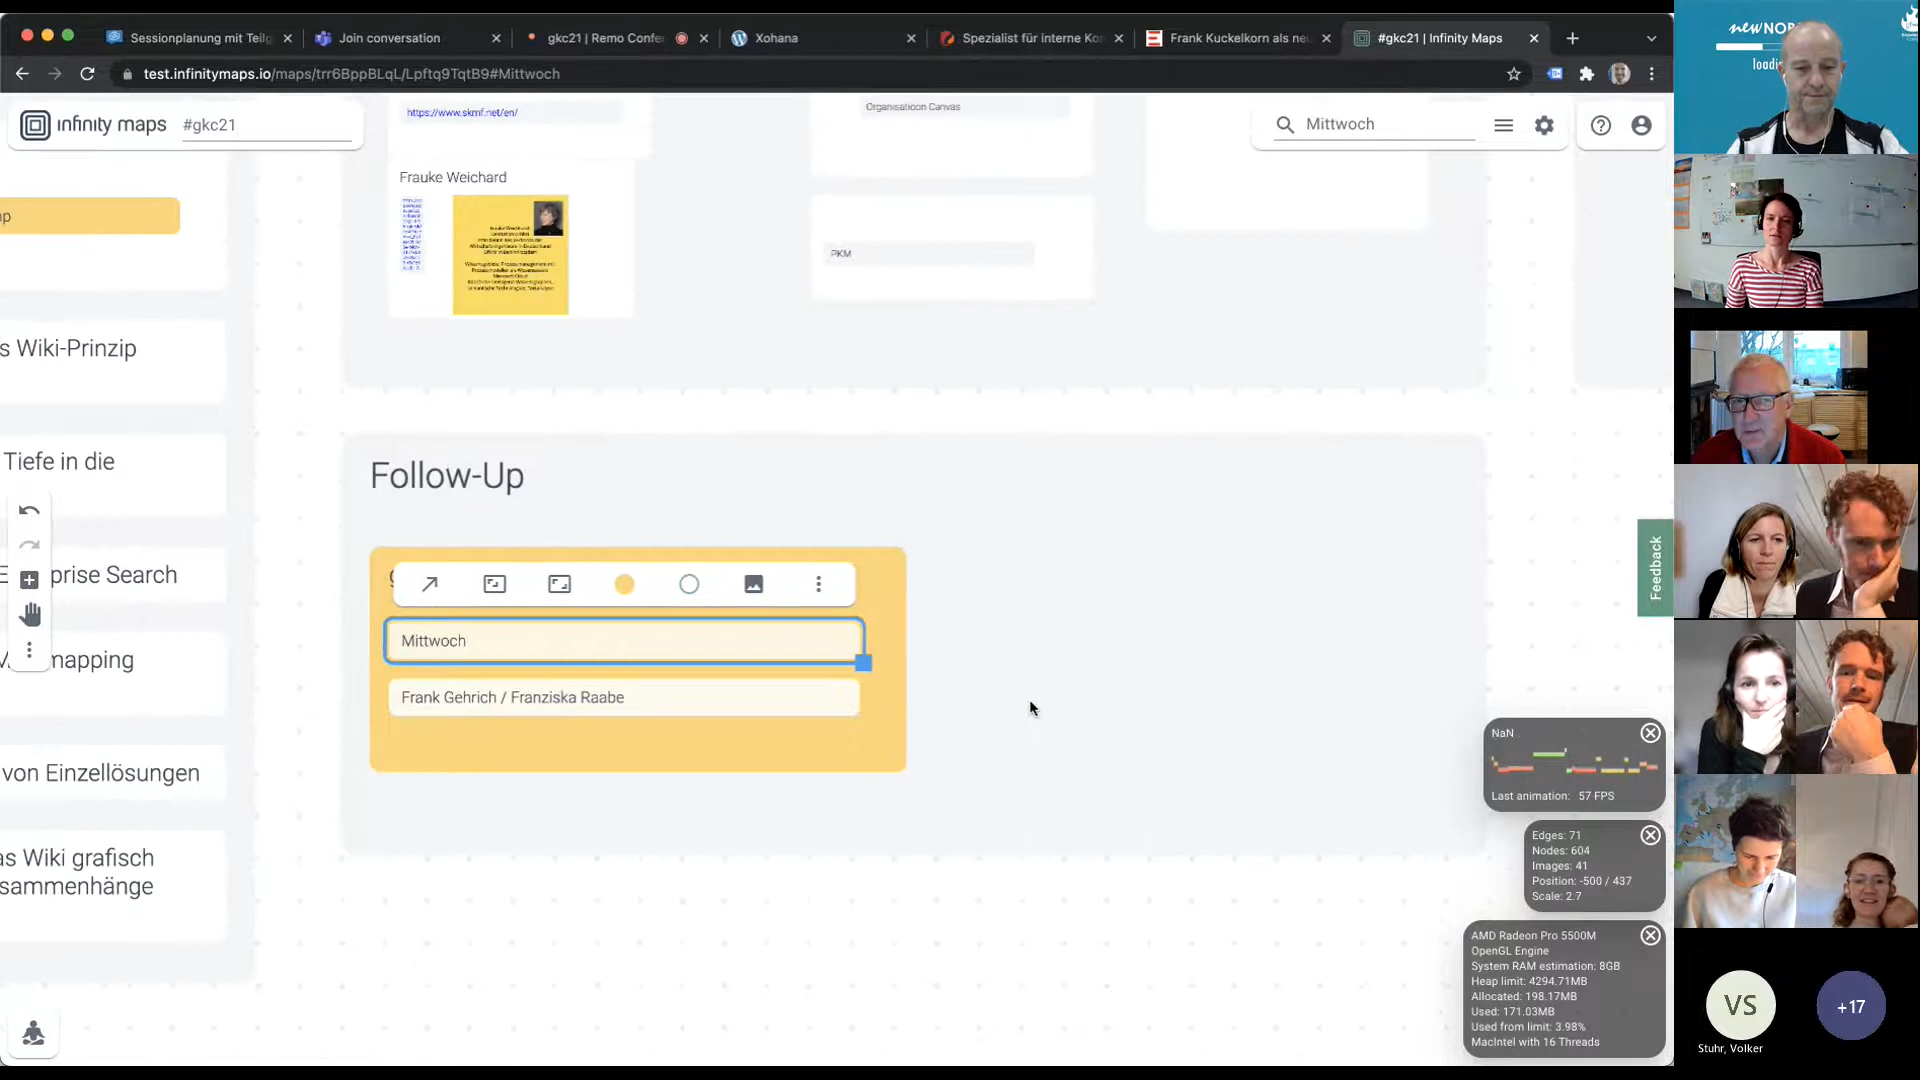 Sessionplanung mit Teilg
Join conversation
gkc21 | Remo Confer
Xohana
Spezialist für interne Ko
Frank Kuckelkorn als neu
#gkc21 | Infinity Maps
test.infinitymaps.io/maps/trr6BppBLqL/Lpftq9TqtB9#Mittwoch
infinity maps
#gkc21
Mittwoch
https://www.skmf.net/en/
Organisatioon Canvas
Frauke Weichard
PKM
s Wiki-Prinzip
Tiefe in die
prise Search
mapping
von Einzellösungen
as Wiki grafisch
sammenhänge
Follow-Up
Mittwoch
Frank Gehrich / Franziska Raabe
Feedback
NaN
Last animation: 57 FPS
Edges: 71
Nodes: 604
Images: 41
Position: -500 / 437
Scale: 2.7
AMD Radeon Pro 5500M
OpenGL Engine
System RAM estimation: 8GB
Heap limit: 4294.71MB
Allocated: 198.17MB
Used: 171.03MB
Used from limit: 3.98%
MacIntel with 16 Threads
newNOR
loadi
VS
+17
Stuhr, Volker